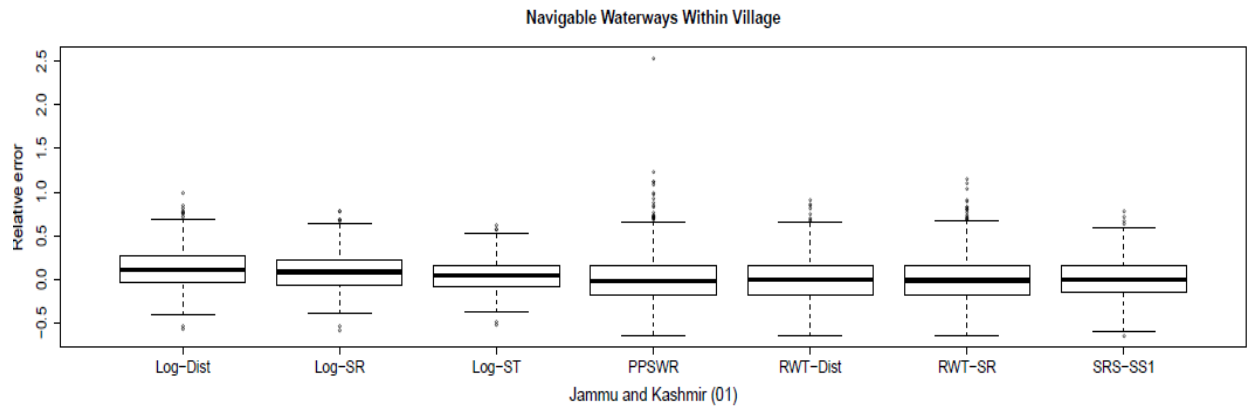 Navigable Waterways Within Village
Relative error
2.5
2.0
1.5
1.0
0.5
0.0
−0.5
Log−Dist Log−SR Log−ST PPSWR RWT−Dist RWT−SR SRS−SS1
Jammu and Kashmir (01)